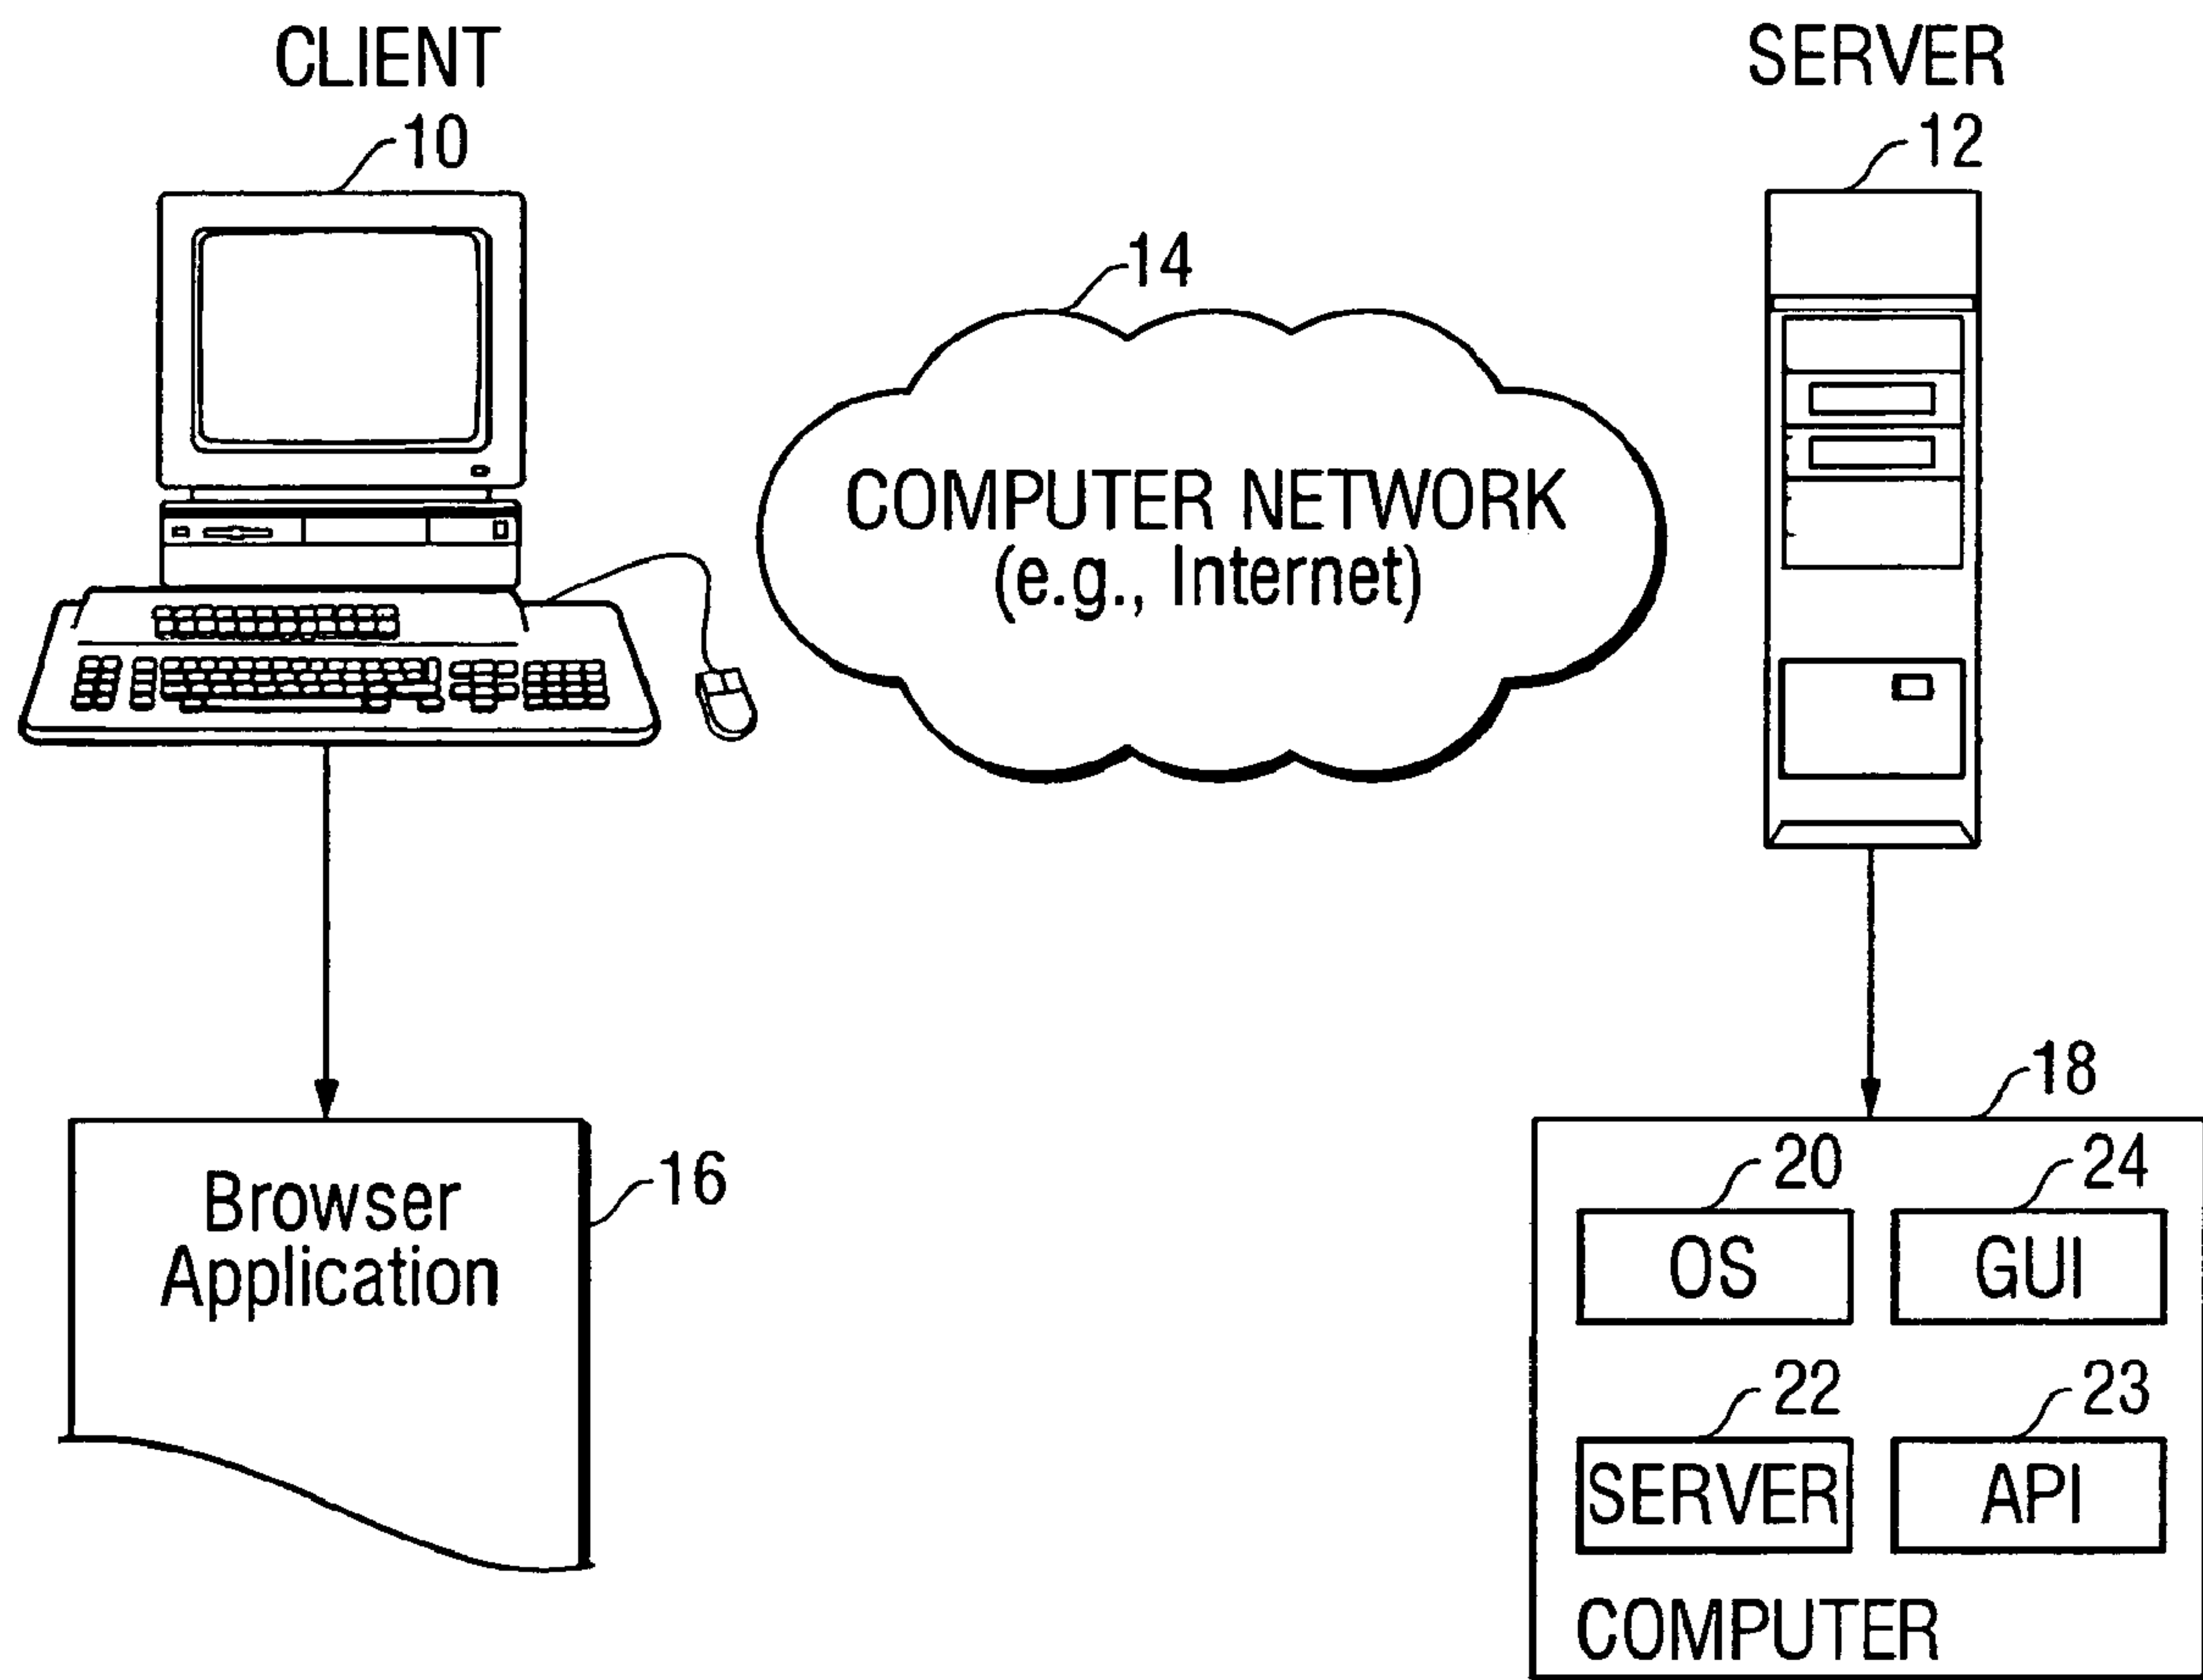 CLIENT
10
SERVER
12
14
COMPUTER NETWORK
(e.g., Internet)
Browser
Application
16
18
20
24
OS
GUI
22
23
SERVER
API
COMPUTER